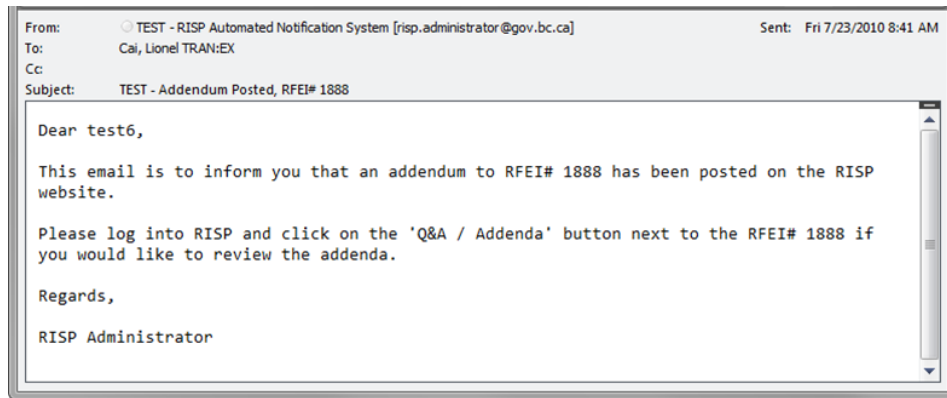 From: TEST - RISP Automated Notification System [risp.administrator@gov.bc.ca] Sent: Fri 7/23/2010 8:41 AM
To: Cai, Lionel TRAN:EX
Cc:
Subject: TEST - Addendum Posted, RFEI# 1888
Dear test6,
This email is to inform you that an addendum to RFEI# 1888 has been posted on the RISP
website.
Please log into RISP and click on the 'Q&A / Addenda' button next to the RFEI# 1888 if
you would like to review the addenda.
Regards,
RISP Administrator